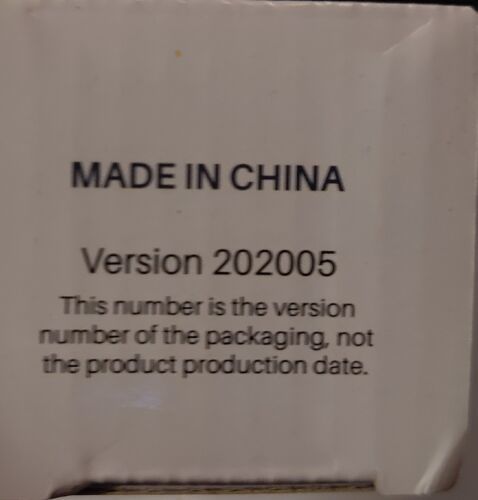 MADE IN CHINA
Version 202005
This number is the version
number of the packaging, not
the product production date.